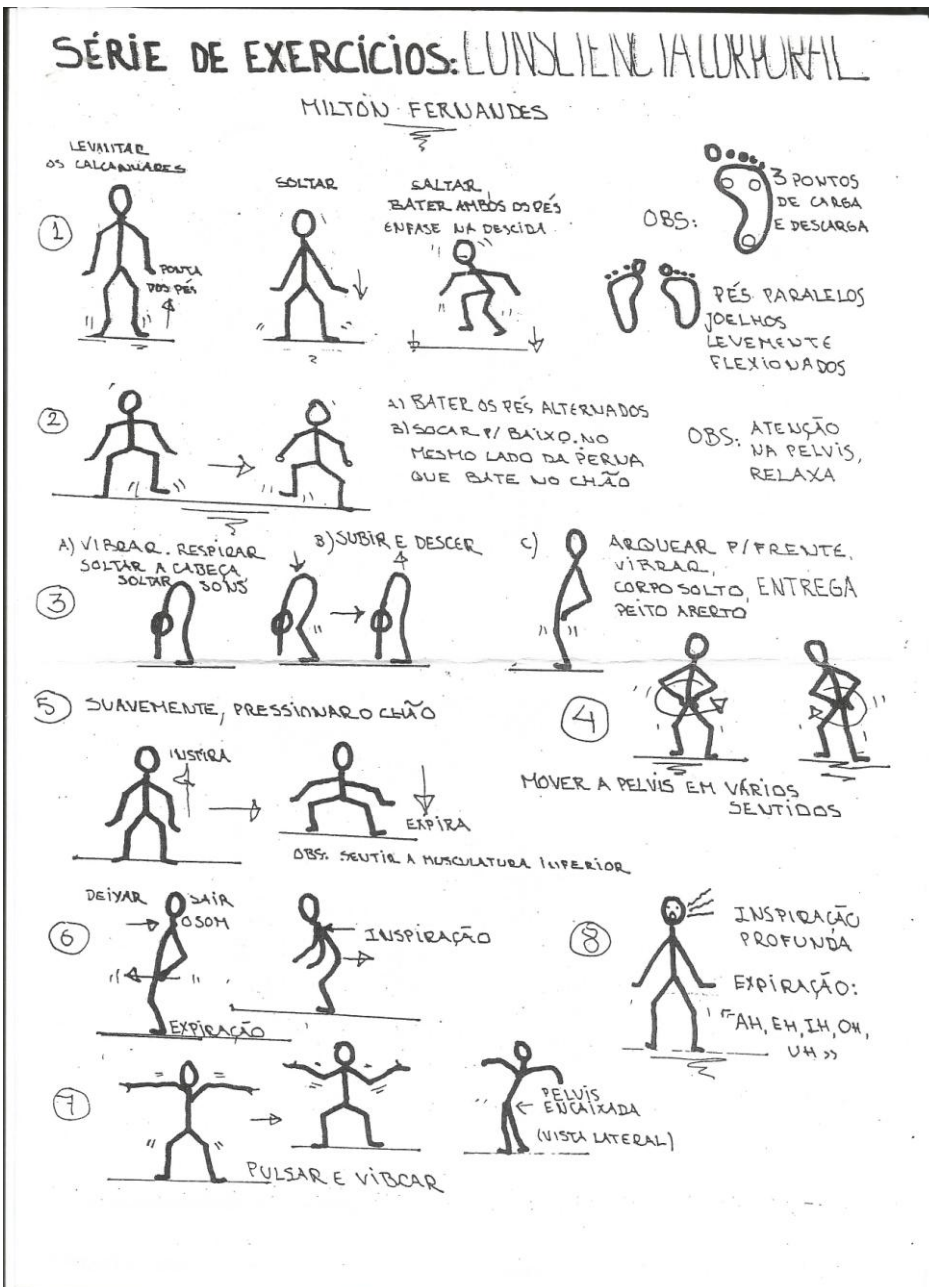 SÉRIE DE EXERCÍCIOS: CONSCIENCIA CORPORAL
MILTON FERNANDES
1
LEVANTAR
OS CALCANHARES
PONTA
DOS PÉS
SOLTAR
SALTAR,
BATER AMBOS OS PÉS
ENFASE NA DESCIDA
OBS:
3 PONTOS
DE CARGA
E DESCARGA
PÉS PARALELOS
JOELHOS
LEVEMENTE
FLEXIONADOS
2
A) BATER OS PÉS ALTERNADOS
B) SOCAR P/ BAIXO. NO
MESMO LADO DA PERNA
QUE BATE NO CHÃO
OBS: ATENÇÃO
NA PELVIS,
RELAXA
3
A) VIBRAR. RESPIRAR
SOLTAR A CABEÇA
SOLTAR SONS
B) SUBIR E DESCER
C) ARQUEAR P/ FRENTE.
VIBRAR,
CORPO SOLTO, ENTREGA
PEITO ABERTO
4
MOVER A PELVIS EM VÁRIOS
SENTIDOS
5 SUAVEMENTE, PRESSIONAR O CHÃO
INSPIRA
EXPIRA
OBS. SENTIR A MUSCULATURA INFERIOR
6
DEIXAR SAIR
O SOM
EXPIRAÇÃO
INSPIRAÇÃO
7
PULSAR E VIBCAR
PELVIS
ENCAIXADA
(VISTA LATERAL)
8
INSPIRAÇÃO
PROFUNDA
EXPIRAÇÃO:
"AH, EH, IH, OH,
UH"